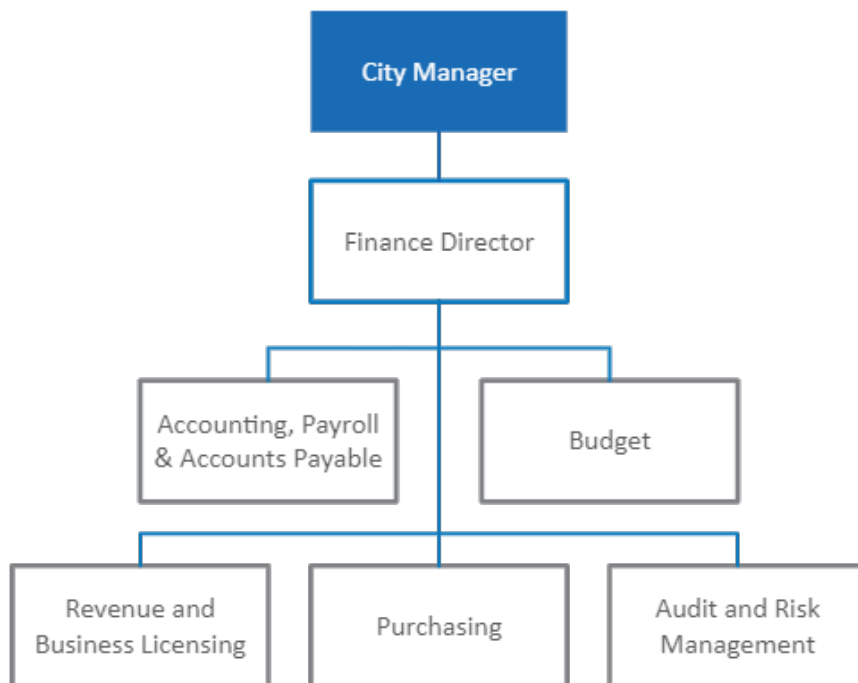 City Manager
Finance Director
Accounting, Payroll
& Accounts Payable
Budget
Revenue and
Business Licensing
Purchasing
Audit and Risk
Management